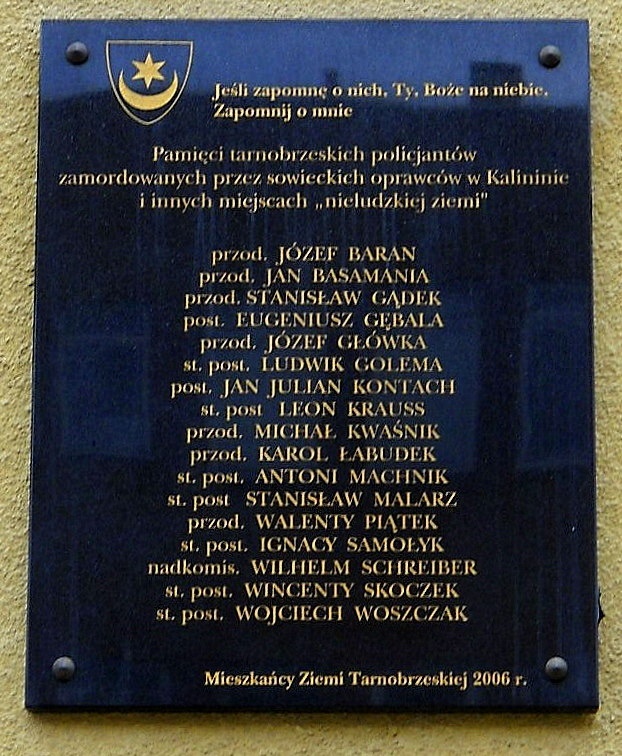 Jeśli zapomnę o nich, Ty, Boże na niebie,
Zapomnij o mnie
Pamięci tarnobrzeskich policjantów
zamordowanych przez sowieckich oprawców w Kalininie
i innych miejscach „nieludzkiej ziemi"
przod. JÓZEF BARAN
przod. JAN BASAMANIA
przod. STANISŁAW GĄDEK
post. EUGENIUSZ GĘBALA
przod. JÓZEF GŁÓWKA
st. post. LUDWIK GOLEMA
post. JAN JULIAN KONTACH
st. post LEON KRAUSS
przod. MICHAŁ KWAŚNIK
przod. KAROL ŁABUDEK
st. post. ANTONI MACHNIK
st. post STANISŁAW MALARZ
przod. WALENTY PIĄTEK
st. post. IGNACY SAMOŁYK
nadkomis. WILHELM SCHREIBER
st. post. WINCENTY SKOCZEK
st. post. WOJCIECH WOSZCZAK
Mieszkańcy Ziemi Tarnobrzeskiej 2006 r.